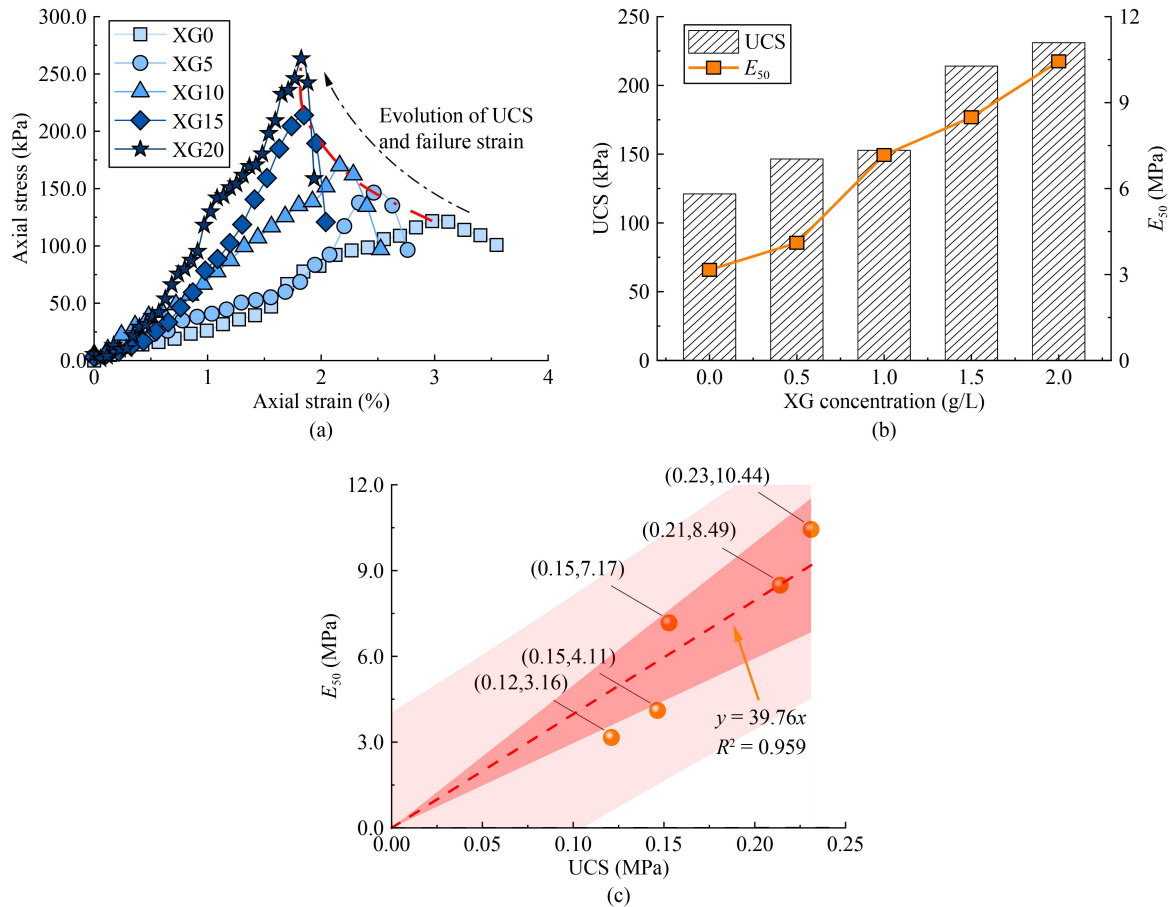 300.0
250.0
200.0
150.0
100.0
50.0
0.0
Axial stress (kPa)
XG0
XG5
XG10
XG15
XG20
Evolution of UCS
and failure strain
0
1
2
3
4
Axial strain (%)
(a)
250
200
150
100
50
0
UCS (kPa)
UCS
E50
12
9
6
3
0
E50 (MPa)
0.0
0.5
1.0
1.5
2.0
XG concentration (g/L)
(b)
12.0
9.0
6.0
3.0
0.0
E50 (MPa)
(0.23,10.44)
(0.21,8.49)
(0.15,7.17)
(0.15,4.11)
(0.12,3.16)
y = 39.76x
R² = 0.959
0.00
0.05
0.10
0.15
0.20
0.25
UCS (MPa)
(c)